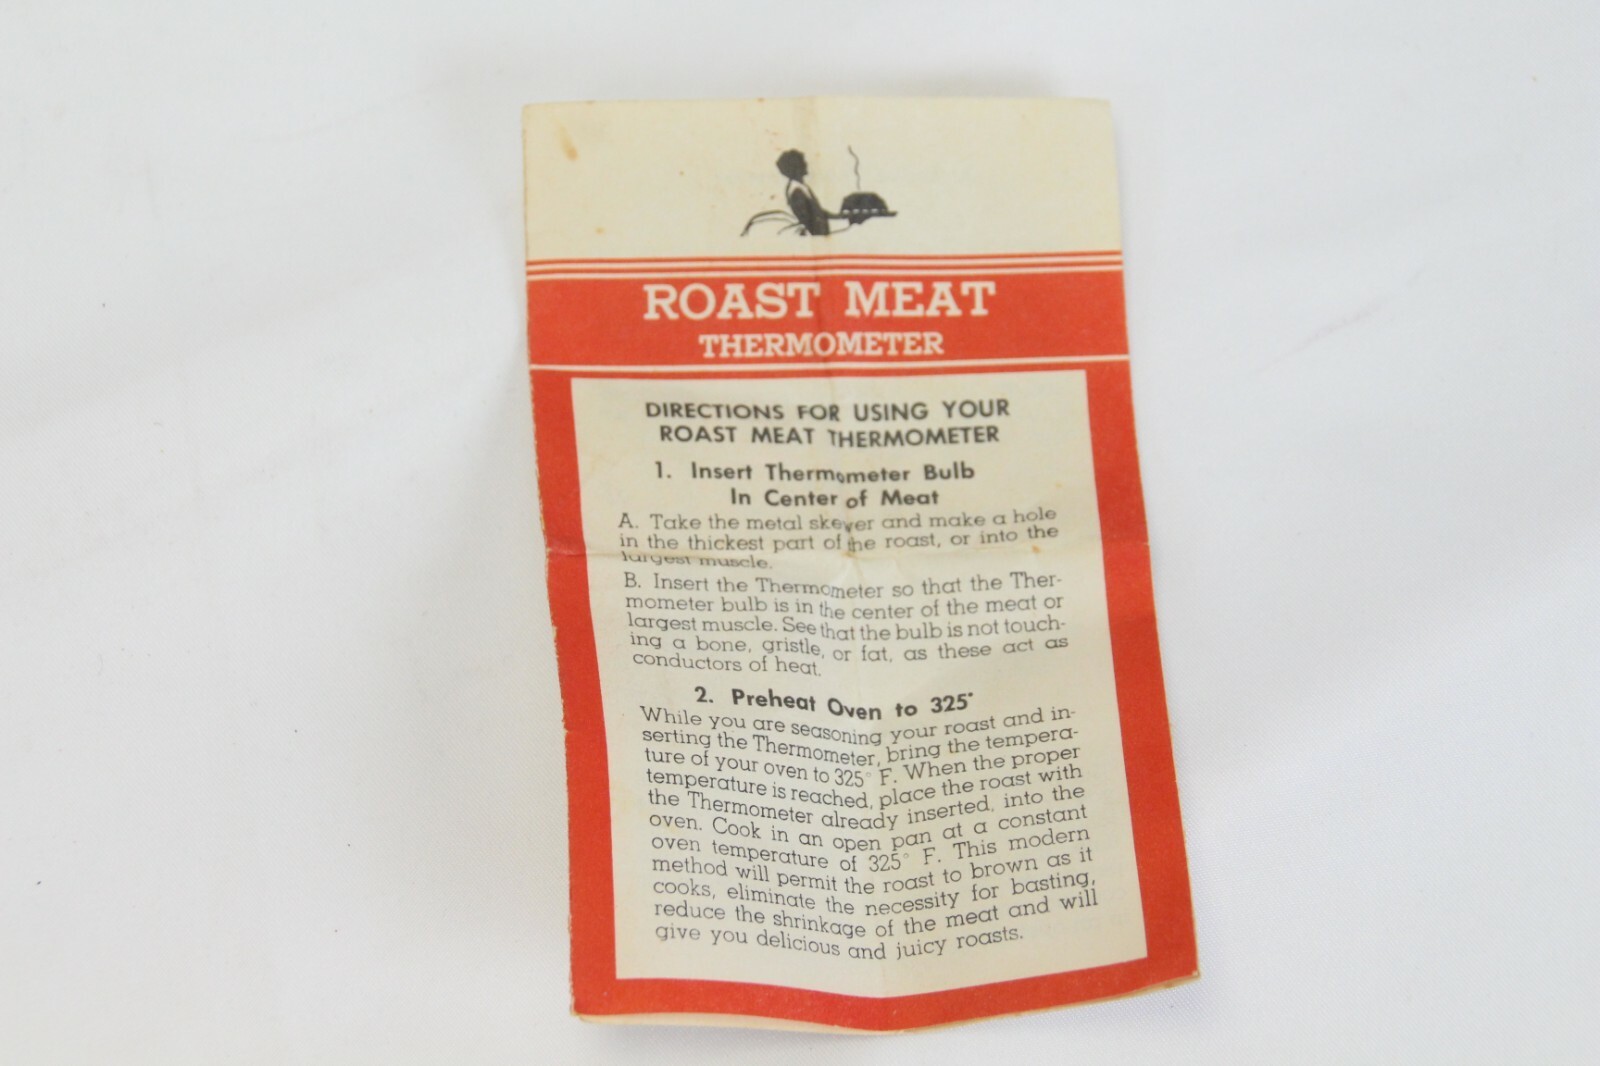 ROAST MEAT
THERMOMETER
DIRECTIONS FOR USING YOUR
ROAST MEAT THERMOMETER
1. Insert Thermometer Bulb
In Center of Meat
A. Take the metal skewer and make a hole
in the thickest part of the roast, or into the
largest muscle.
B. Insert the Thermometer so that the Ther-
mometer bulb is in the center of the meat or
largest muscle. See that the bulb is not touch-
ing a bone, gristle, or fat, as these act as
conductors of heat.
2. Preheat Oven to 325°
While you are seasoning your roast and in-
serting the Thermometer, bring the tempera-
ture of your oven to 325° F. When the proper
temperature is reached, place the roast with
the Thermometer already inserted, into the
oven. Cook in an open pan at a constant
oven temperature of 325° F. This modern
method will permit the roast to brown as it
cooks, eliminate the necessity for basting,
reduce the shrinkage of the meat and will
give you delicious and juicy roasts.